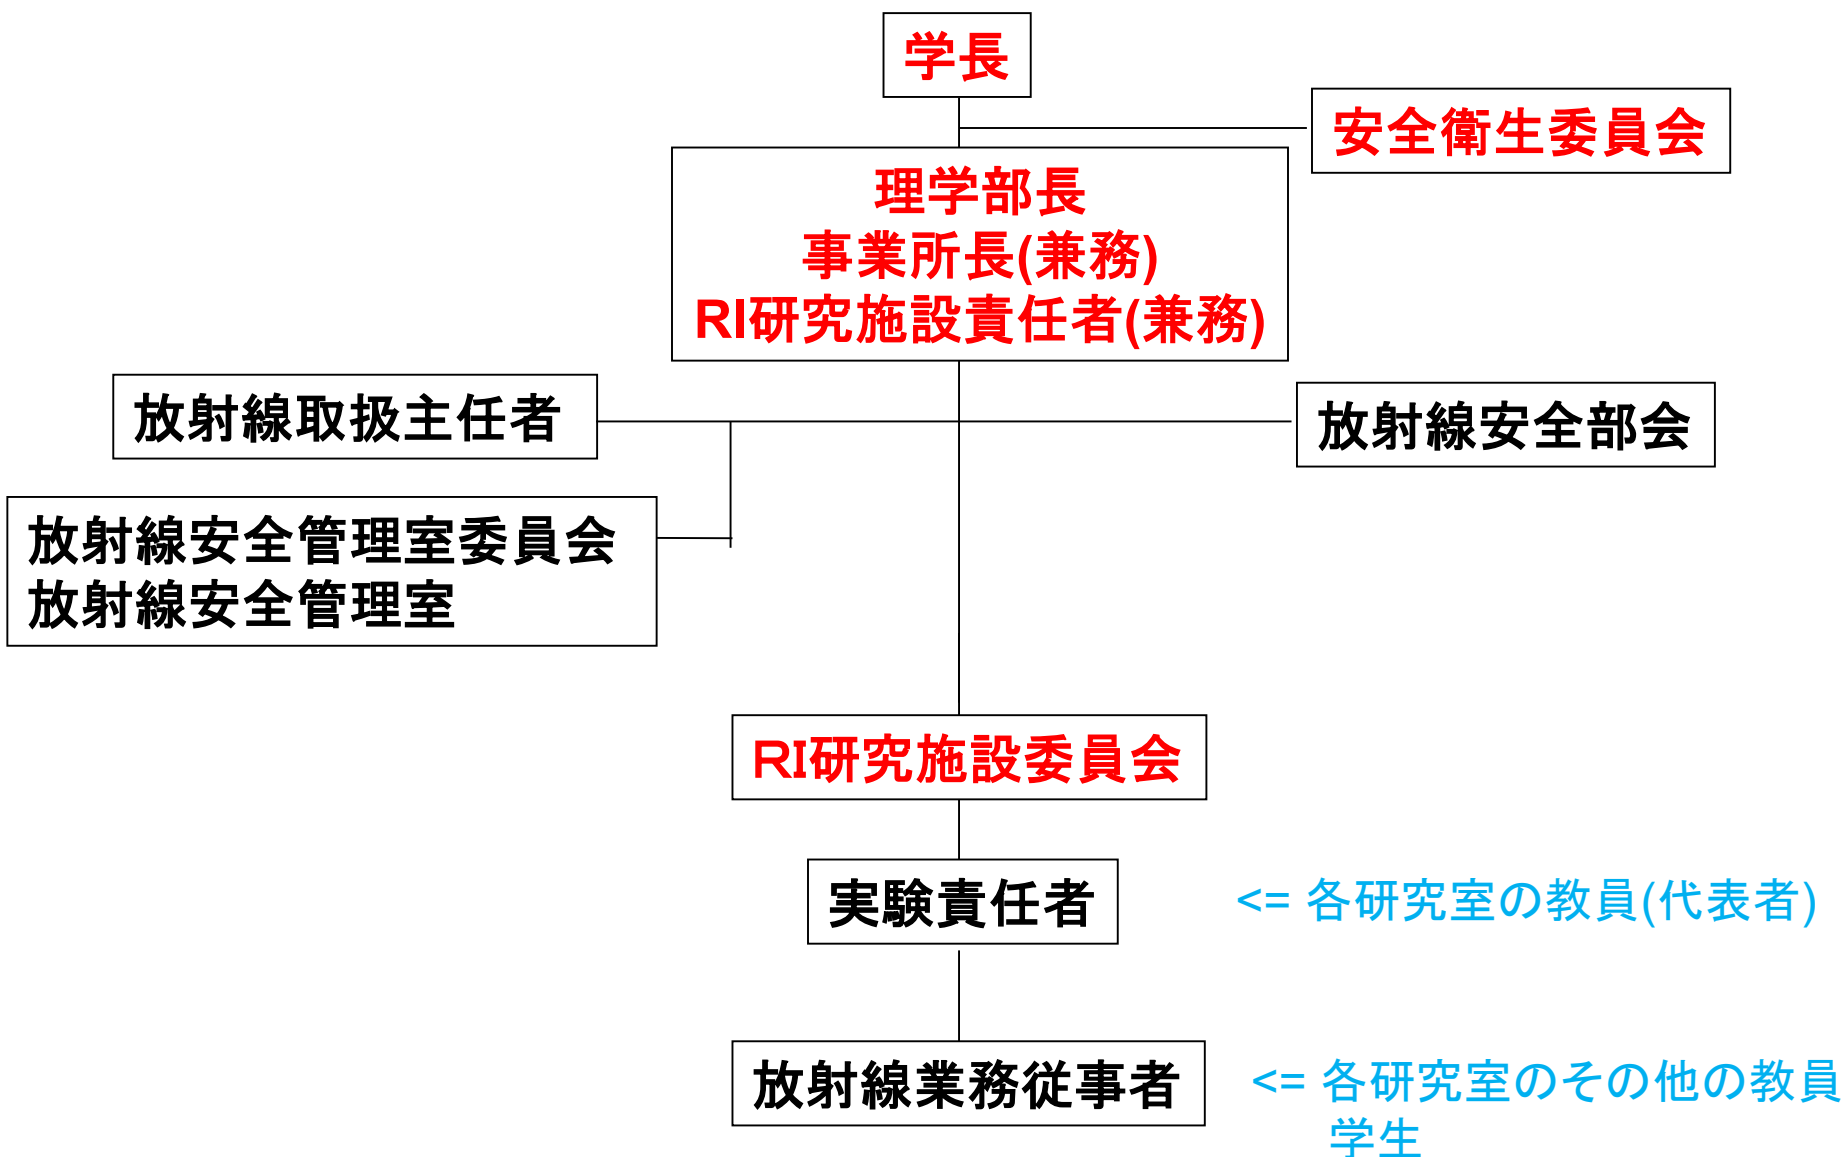 学長
安全衛生委員会
理学部長
事業所長(兼務)
RI研究施設責任者(兼務)
放射線取扱主任者
放射線安全部会
放射線安全管理室委員会
放射線安全管理室
RI研究施設委員会
実験責任者
<= 各研究室の教員(代表者)
放射線業務従事者
<= 各研究室のその他の教員
学生